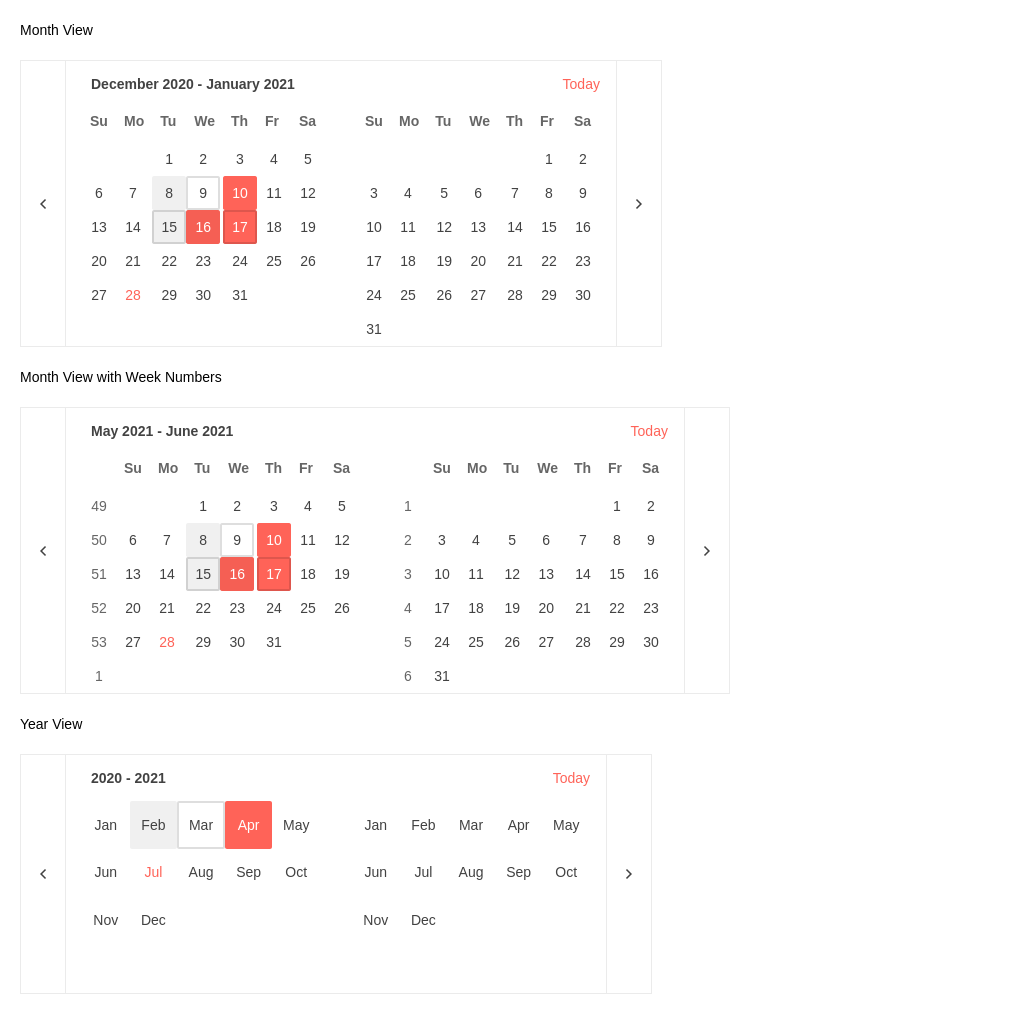 Month View
December 2020 - January 2021 Today
Su Mo Tu We Th Fr Sa Su Mo Tu We Th Fr Sa
1 2 3 4 5 1 2
6 7 8 9 10 11 12 3 4 5 6 7 8 9
13 14 15 16 17 18 19 10 11 12 13 14 15 16
20 21 22 23 24 25 26 17 18 19 20 21 22 23
27 28 29 30 31 24 25 26 27 28 29 30
31
Month View with Week Numbers
May 2021 - June 2021 Today
Su Mo Tu We Th Fr Sa Su Mo Tu We Th Fr Sa
49 1 2 3 4 5 1 1 2
50 6 7 8 9 10 11 12 2 3 4 5 6 7 8 9
51 13 14 15 16 17 18 19 3 10 11 12 13 14 15 16
52 20 21 22 23 24 25 26 4 17 18 19 20 21 22 23
53 27 28 29 30 31 5 24 25 26 27 28 29 30
1 6 31
Year View
2020 - 2021 Today
Jan Feb Mar Apr May Jan Feb Mar Apr May
Jun Jul Aug Sep Oct Jun Jul Aug Sep Oct
Nov Dec Nov Dec